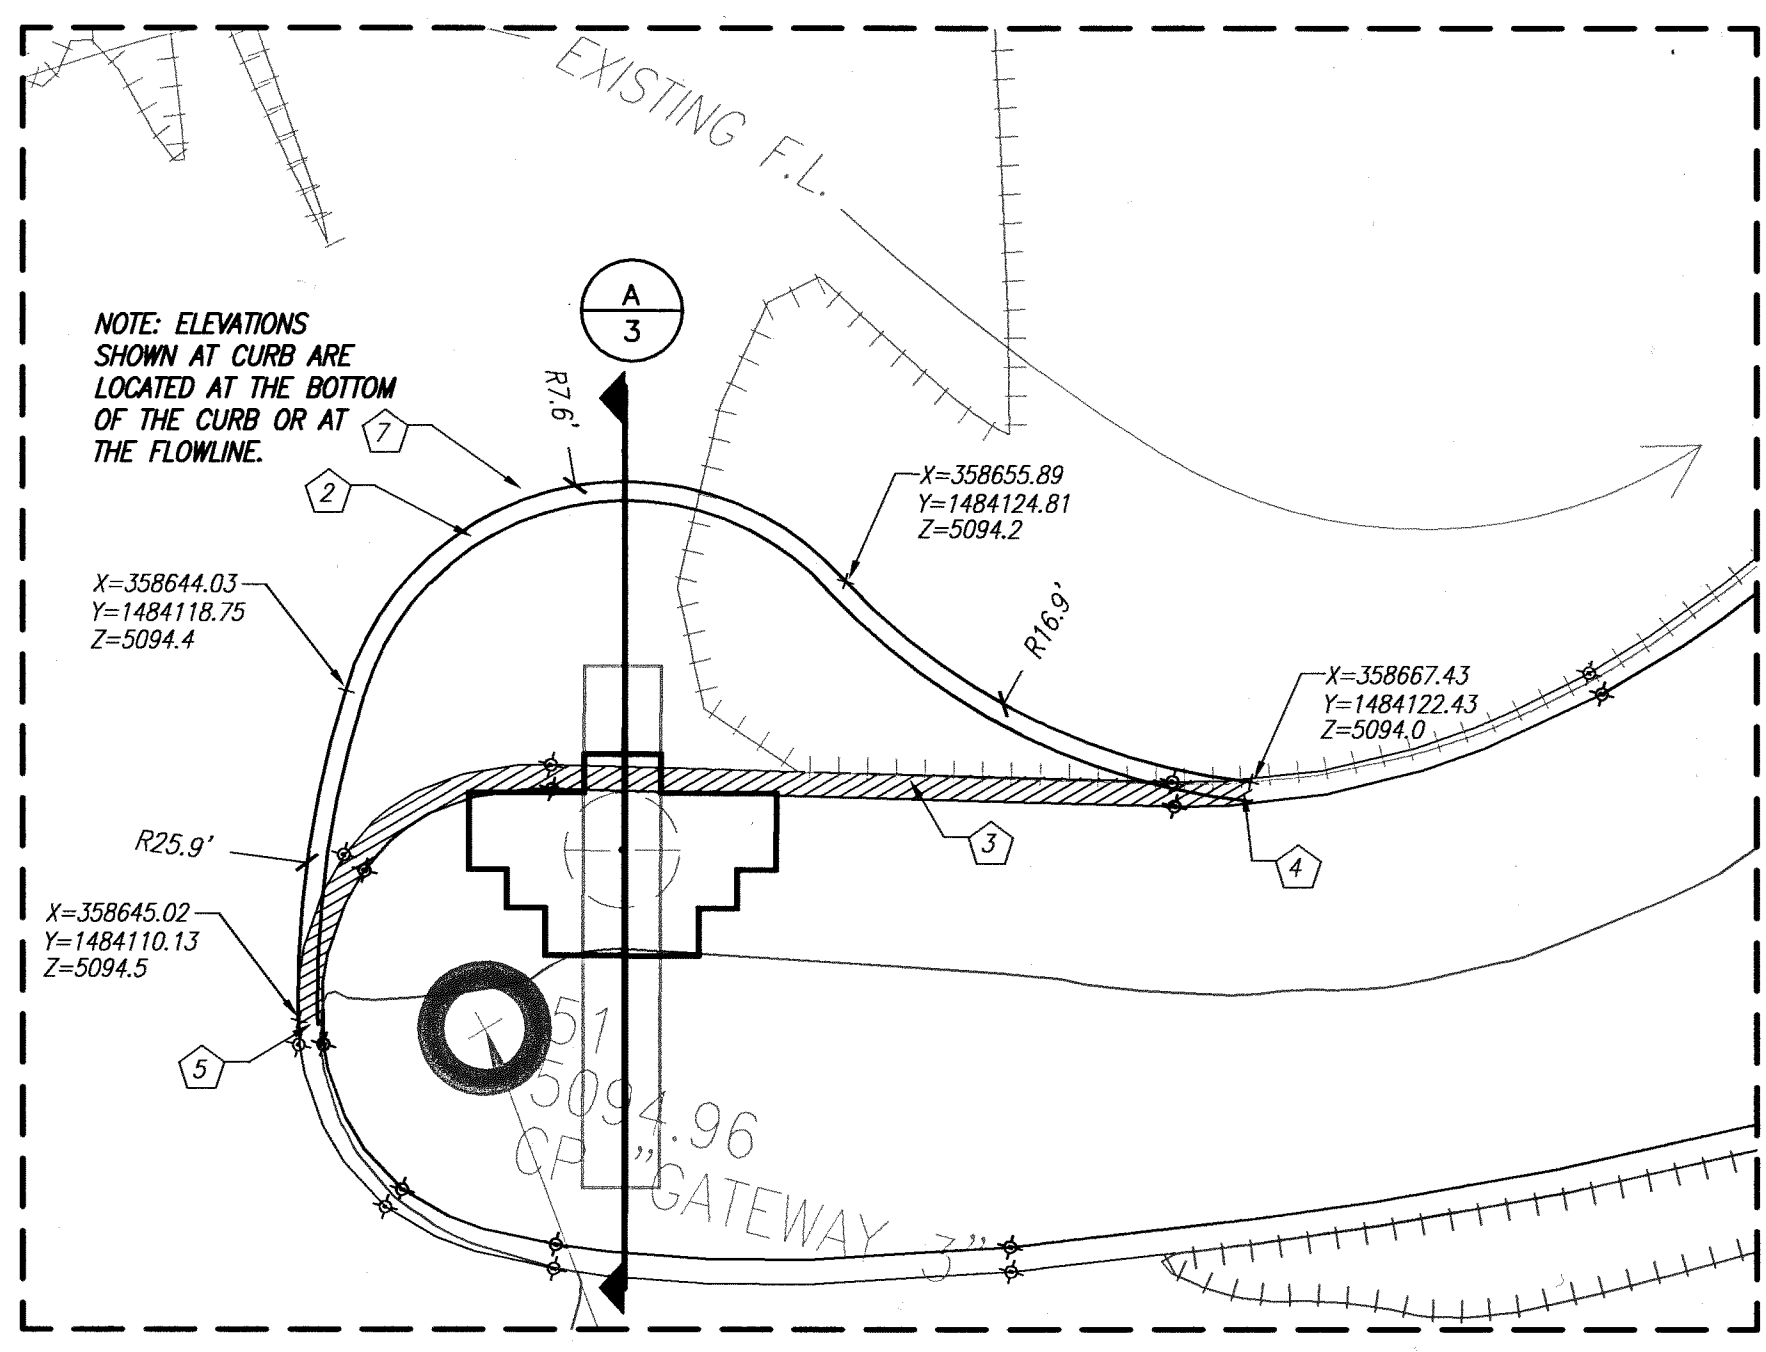 EXISTING F.L.
A
3
NOTE: ELEVATIONS
SHOWN AT CURB ARE
LOCATED AT THE BOTTOM
OF THE CURB OR AT
THE FLOWLINE.
7
R7.6'
2
X=358655.89
Y=1484124.81
Z=5094.2
X=358644.03
Y=1484118.75
Z=5094.4
R16.9'
X=358667.43
Y=1484122.43
Z=5094.0
R25.9'
3
4
X=358645.02
Y=1484110.13
Z=5094.5
5
51
5094.96
CP "GATEWAY 3"